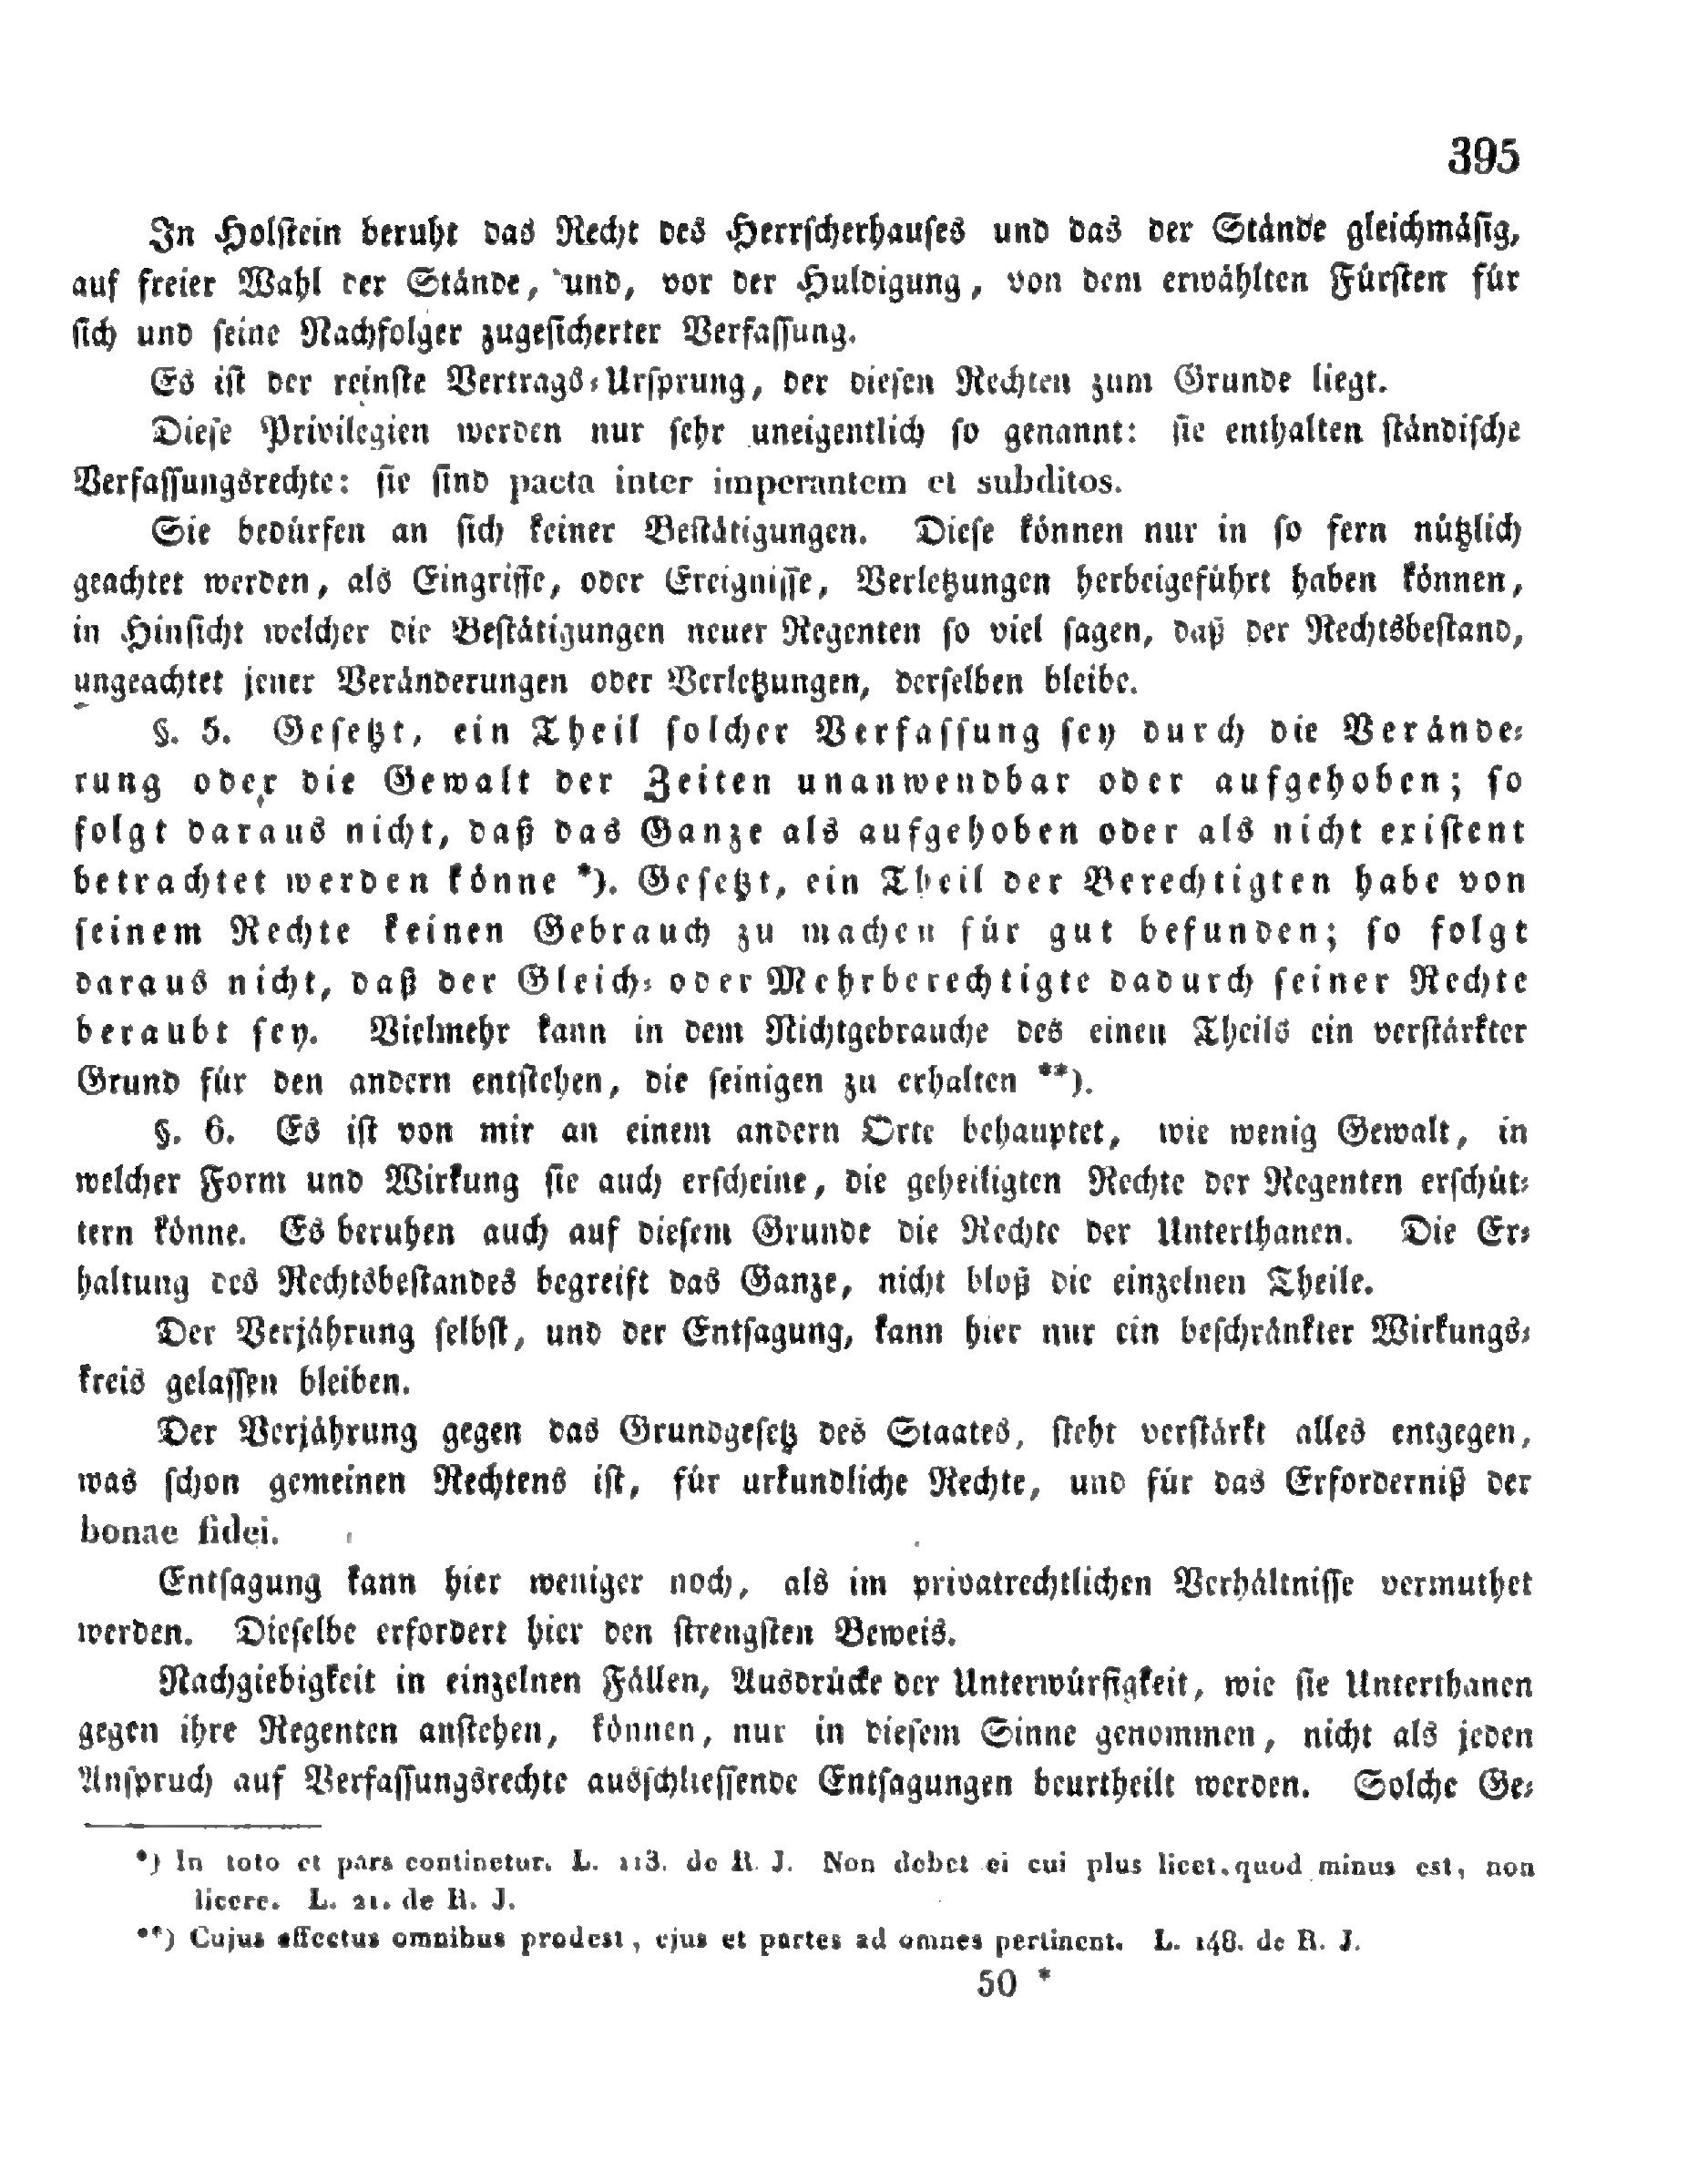 395
In Holstein beruht das Recht des Herrscherhauses und das der Stände gleichmäsig,
auf freier Wahl der Stände, und, vor der Huldigung, von dem erwählten Fürsten für
sich und seine Nachfolger zugesicherter Verfassung.
Es ist der reinste Vertrags-Ursprung, der diesen Rechten zum Grunde liegt.
Diese Privilegien werden nur sehr uneigentlich so genannt: sie enthalten ständische
Verfassungsrechte: sie sind pacta inter imperantem et subditos.
Sie bedürfen an sich keiner Bestätigungen. Diese können nur in so fern nützlich
geachtet werden, als Eingriffe, oder Ereignisse, Verletzungen herbeigeführt haben können,
in Hinsicht welcher die Bestätigungen neuer Regenten so viel sagen, daß der Rechtsbestand,
ungeachtet jener Veränderungen oder Verletzungen, derselben bleibe.
§. 5. Gesetzt, ein Theil solcher Verfassung sey durch die Verände-
rung oder die Gewalt der Zeiten unanwendbar oder aufgehoben; so
folgt daraus nicht, daß das Ganze als aufgehoben oder als nicht existent
betrachtet werden könne *). Gesetzt, ein Theil der Berechtigten habe von
seinem Rechte keinen Gebrauch zu machen für gut befunden; so folgt
daraus nicht, daß der Gleich- oder Mehrberechtigte dadurch seiner Rechte
beraubt sey. Vielmehr kann in dem Nichtgebrauche des einen Theils ein verstärkter
Grund für den andern entstehen, die seinigen zu erhalten **).
§. 6. Es ist von mir an einem andern Orte behauptet, wie wenig Gewalt, in
welcher Form und Wirkung sie auch erscheine, die geheiligten Rechte der Regenten erschüt-
tern könne. Es beruhen auch auf diesem Grunde die Rechte der Unterthanen. Die Er-
haltung des Rechtsbestandes begreift das Ganze, nicht bloß die einzelnen Theile.
Der Verjährung selbst, und der Entsagung, kann hier nur ein beschränkter Wirkungs-
kreis gelassen bleiben.
Der Verjährung gegen das Grundgesetz des Staates, steht verstärkt alles entgegen,
was schon gemeinen Rechtens ist, für urkundliche Rechte, und für das Erforderniß der
bonae fidei.
Entsagung kann hier weniger noch, als im privatrechtlichen Verhältnisse vermuthet
werden. Dieselbe erfordert hier den strengsten Beweis.
Nachgiebigkeit in einzelnen Fällen, Ausdrücke der Unterwürfigkeit, wie sie Unterthanen
gegen ihre Regenten anstehen, können, nur in diesem Sinne genommen, nicht als jeden
Anspruch auf Verfassungsrechte ausschliessende Entsagungen beurtheilt werden. Solche Ge-
*) In toto et pars continetur. L. 113. de R. J. Non debet ei cui plus licet, quod minus est, non
licere. L. 21. de R. J.
**) Cujus effectus omnibus prodest, ejus et partes ad omnes pertinent. L. 148. de R. J.
50 *